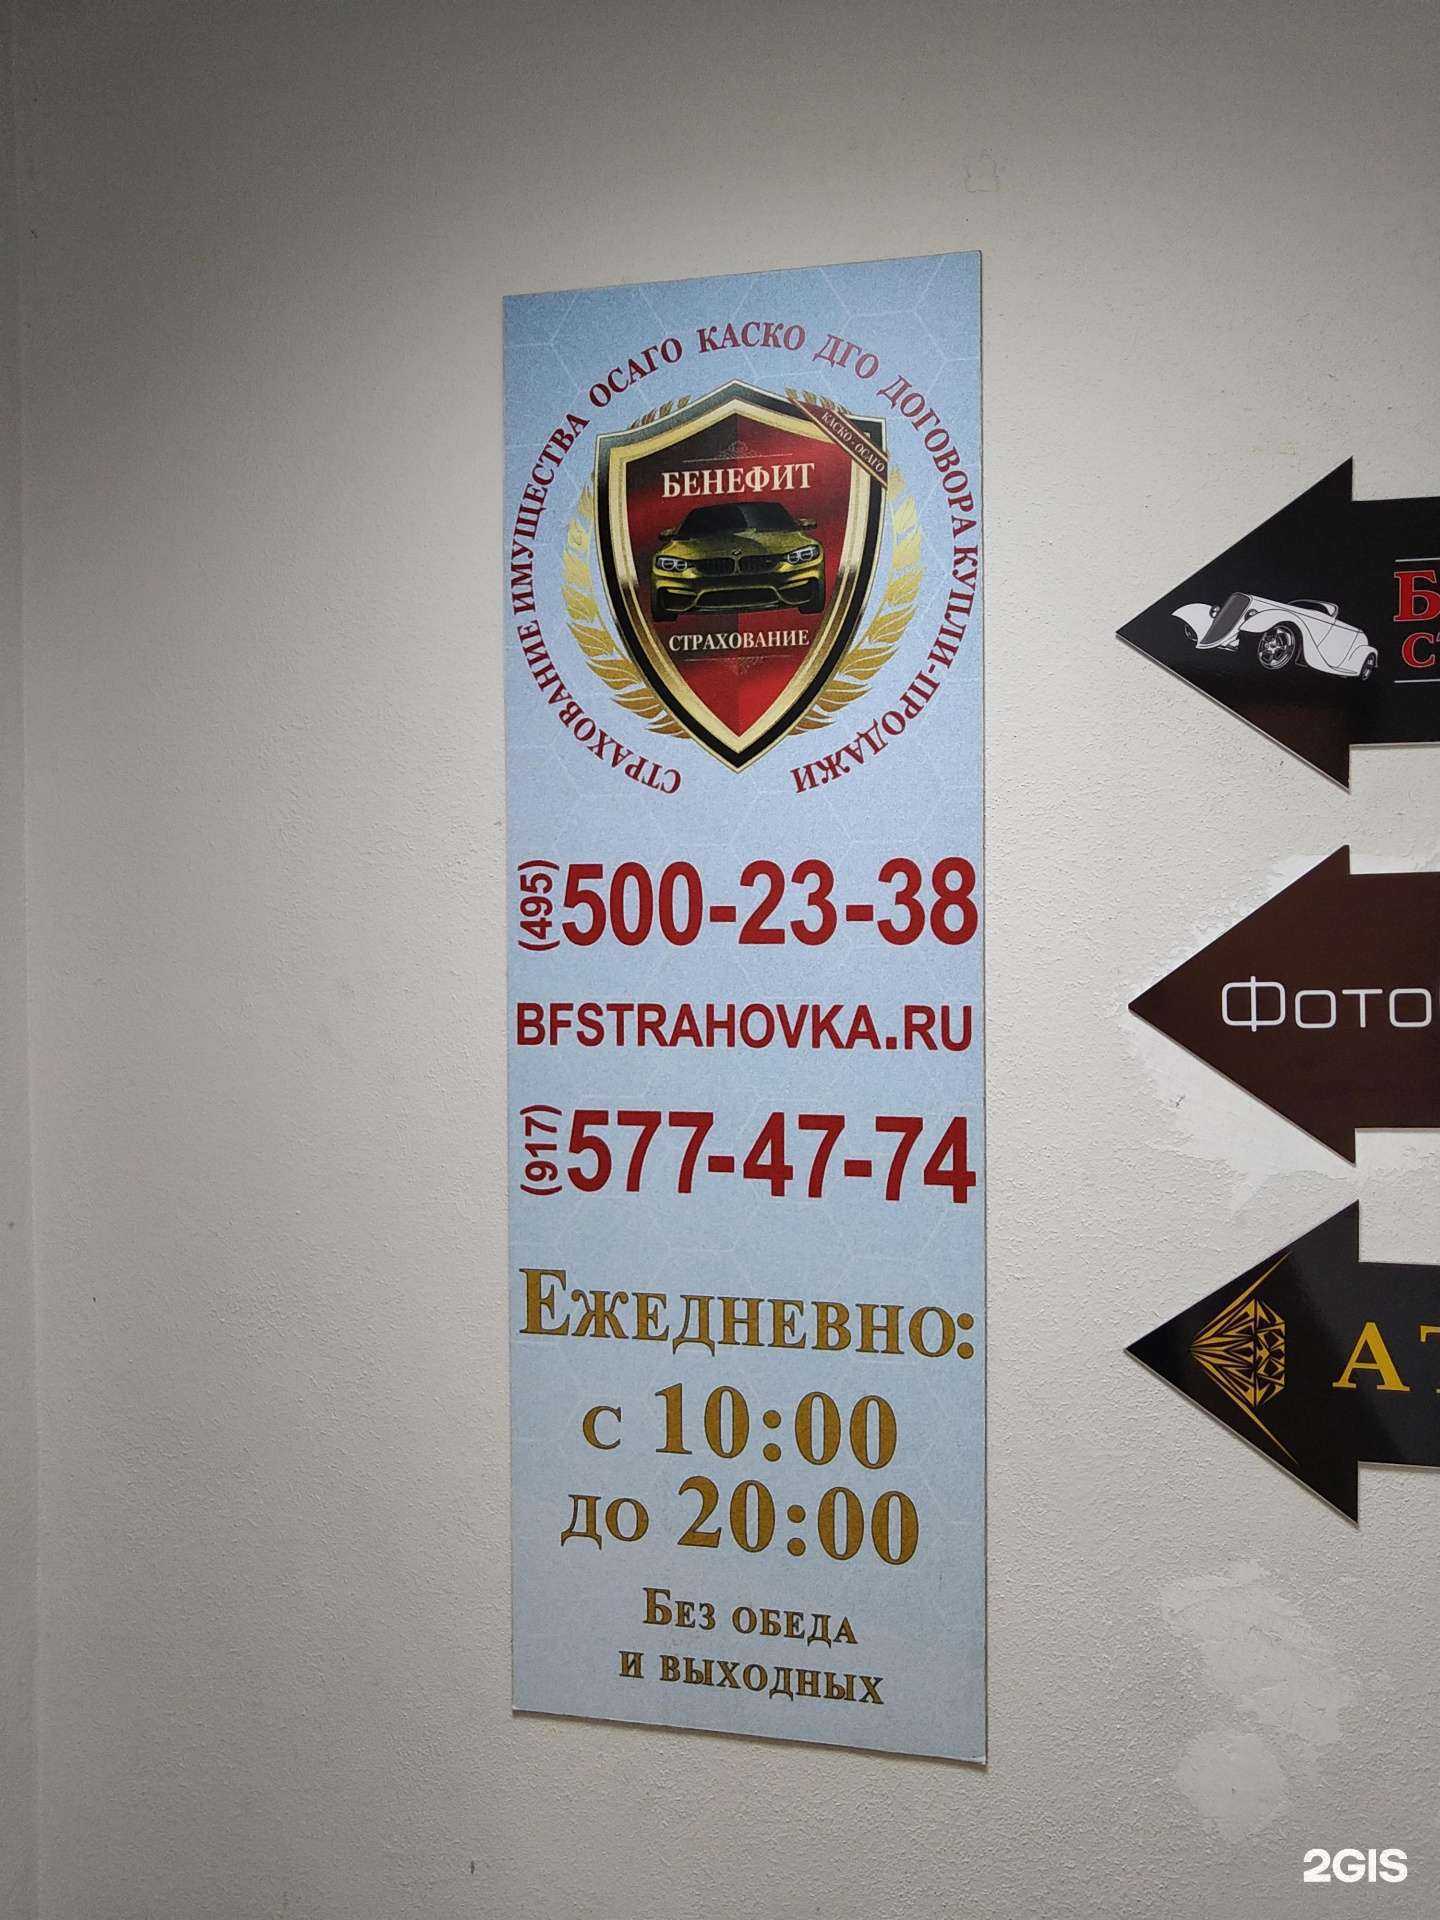 СТРАХОВАНИЕ ИМУЩЕСТВА ОСАГО КАСКО ДГО ДОГОВОРА КУПЛИ-ПРОДАЖИ
КАСКО - ОСАГО
БЕНЕФИТ
СТРАХОВАНИЕ
(495) 500-23-38
BFSTRAHOVKA.RU
(917) 577-47-74
ЕЖЕДНЕВНО:
С 10:00
ДО 20:00
БЕЗ ОБЕДА
И ВЫХОДНЫХ
ФОТО
2GIS